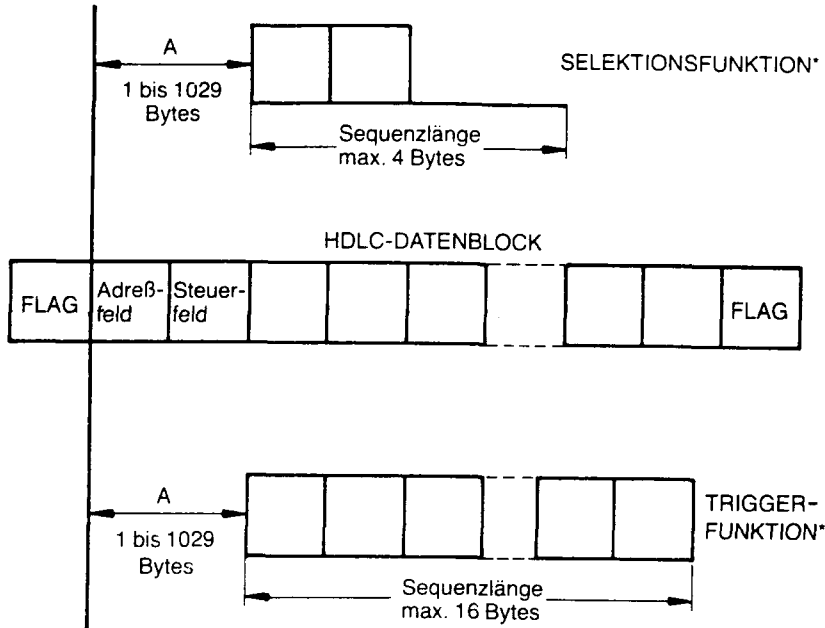 A
1 bis 1029
Bytes
SELEKTIONSFUNKTION*
Sequenzlänge
max. 4 Bytes
HDLC-DATENBLOCK
FLAG
Adreß-
feld
Steuer-
feld
FLAG
A
1 bis 1029
Bytes
TRIGGER-
FUNKTION*
Sequenzlänge
max. 16 Bytes